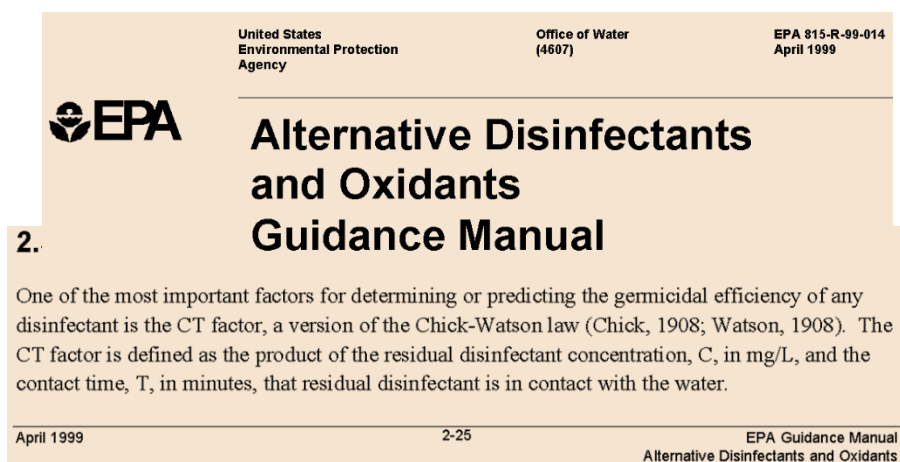 United States
Environmental Protection
Agency
Office of Water
(4607)
EPA 815-R-99-014
April 1999
EPA
Alternative Disinfectants
and Oxidants
Guidance Manual
2.
One of the most important factors for determining or predicting the germicidal efficiency of any
disinfectant is the CT factor, a version of the Chick-Watson law (Chick, 1908; Watson, 1908). The
CT factor is defined as the product of the residual disinfectant concentration, C, in mg/L, and the
contact time, T, in minutes, that residual disinfectant is in contact with the water.
April 1999
2-25
EPA Guidance Manual
Alternative Disinfectants and Oxidants